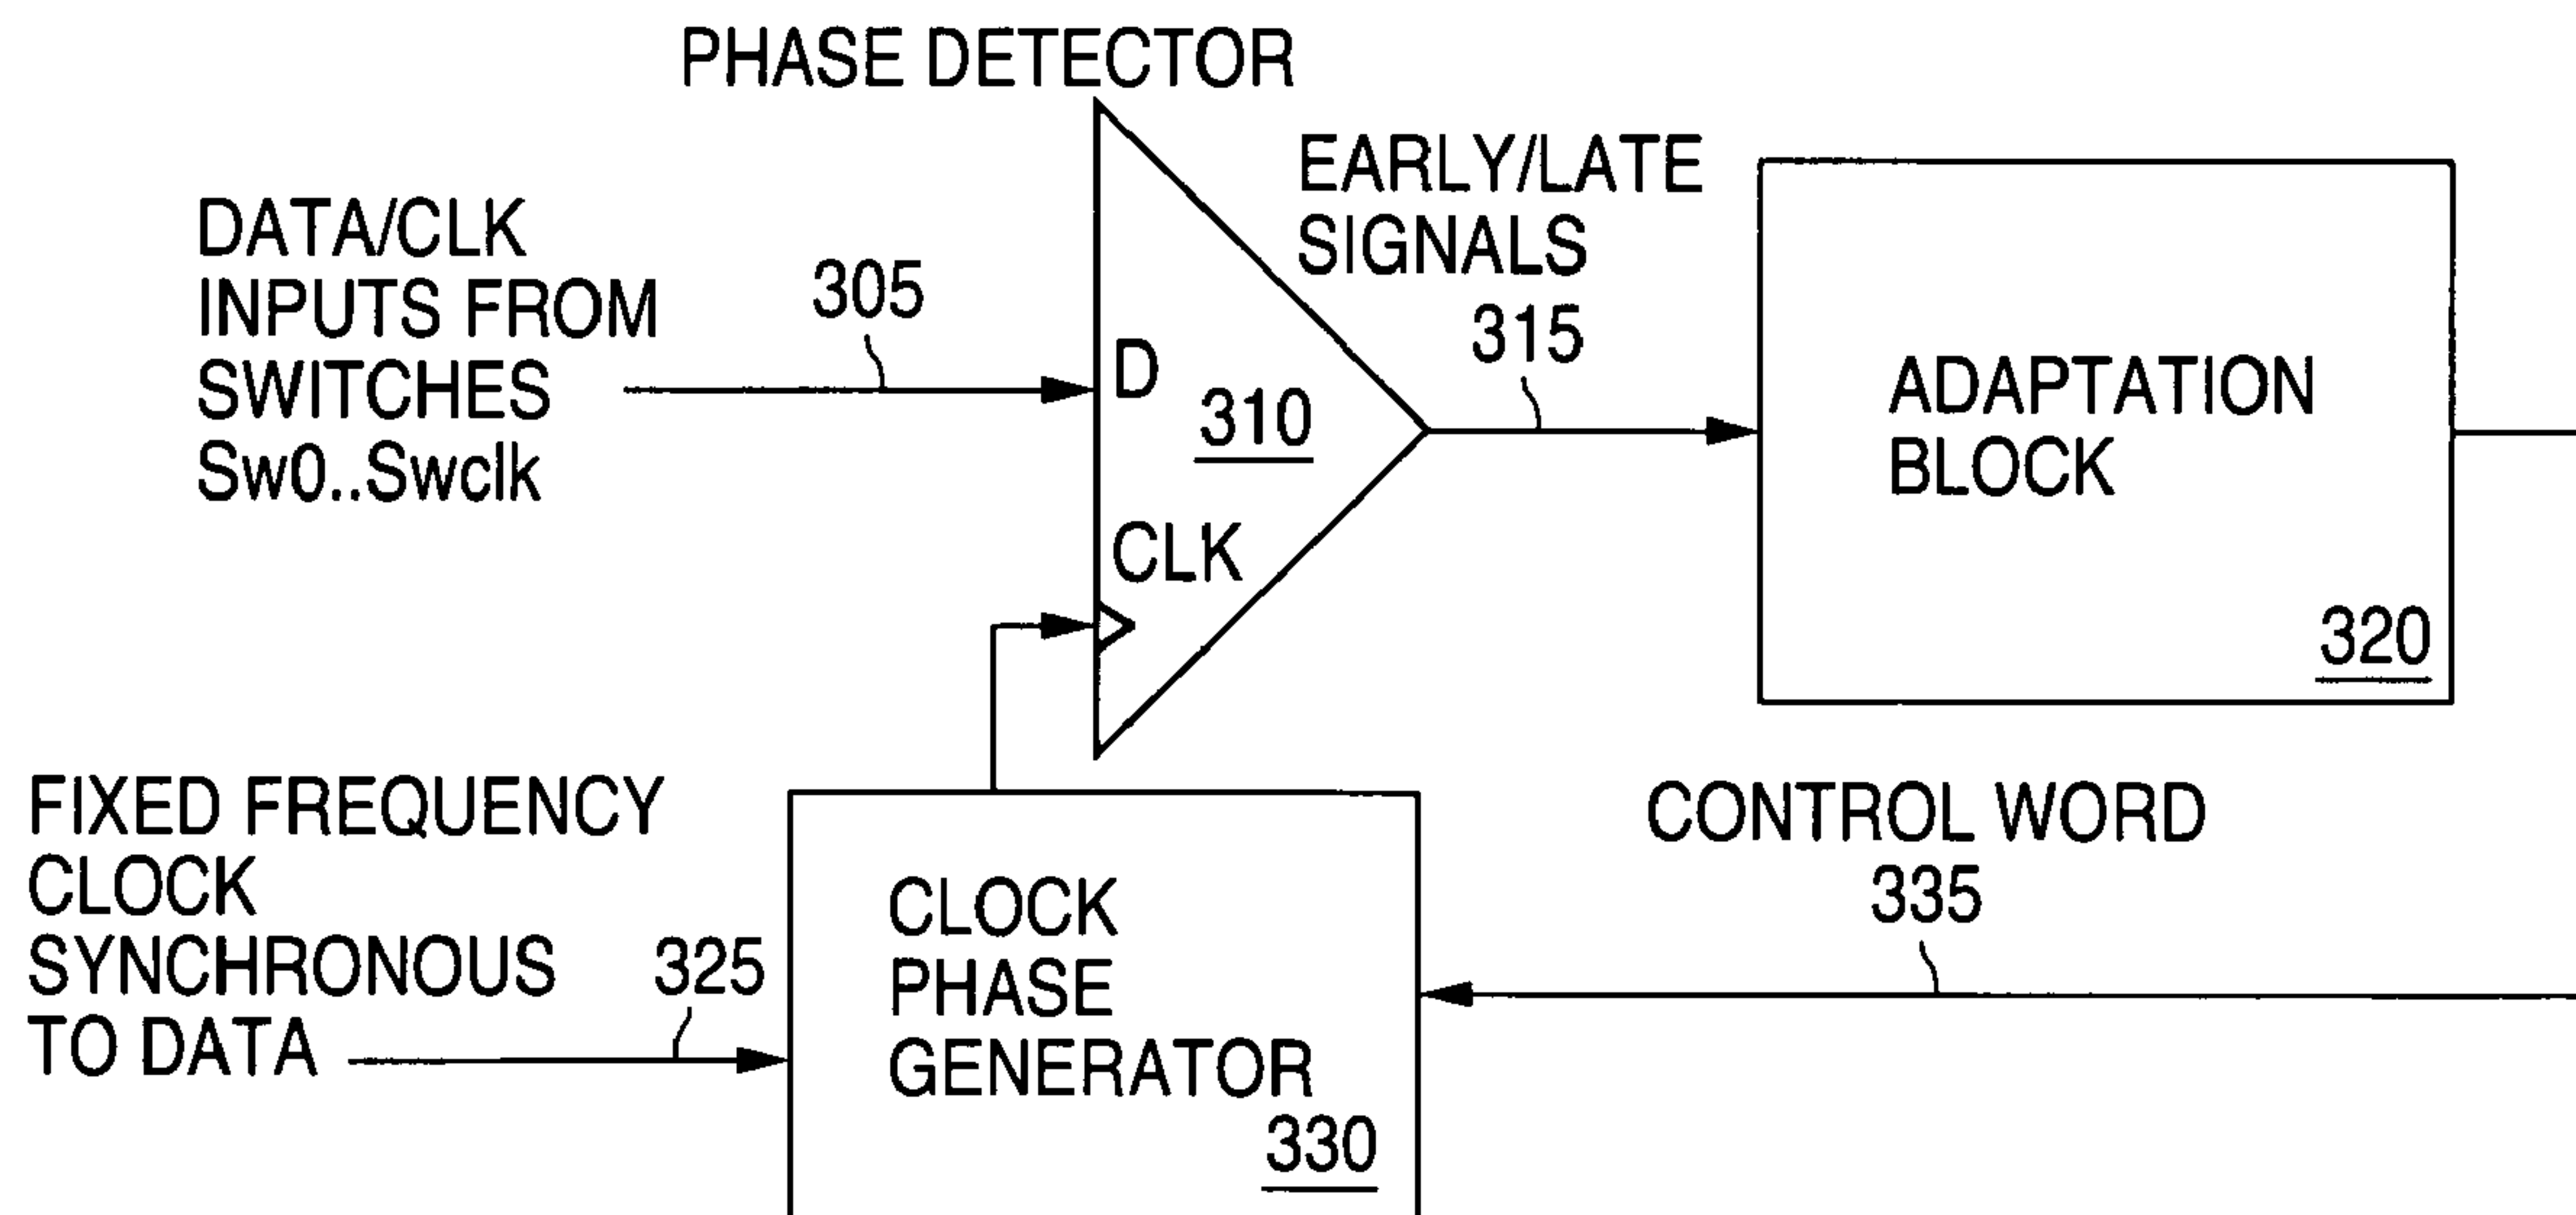 PHASE DETECTOR
DATA/CLK
INPUTS FROM
SWITCHES
Sw0..Swclk
305
D
310
CLK
EARLY/LATE
SIGNALS
315
ADAPTATION
BLOCK
320
FIXED FREQUENCY
CLOCK
SYNCHRONOUS
TO DATA
325
CLOCK
PHASE
GENERATOR
330
CONTROL WORD
335